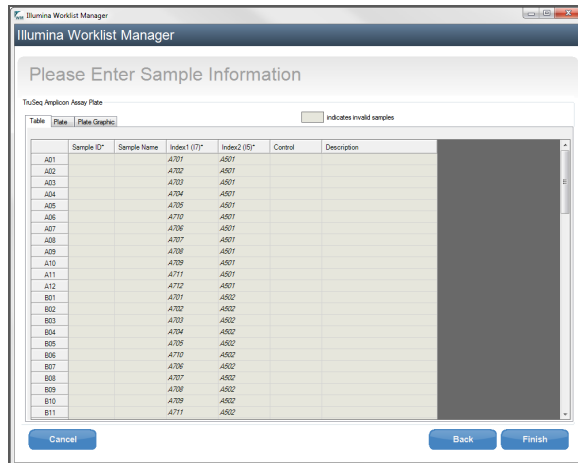 Illumina Worklist Manager
Illumina Worklist Manager
Please Enter Sample Information
TruSeq Amplicon Assay Plate
indicates invalid samples
Table Plate Plate Graphic
Sample ID* Sample Name Index1 (I7)* Index2 (I5)* Control Description
A01 A701 A501
A02 A702 A501
A03 A703 A501
A04 A704 A501
A05 A705 A501
A06 A710 A501
A07 A706 A501
A08 A707 A501
A09 A708 A501
A10 A709 A501
A11 A711 A501
A12 A712 A501
B01 A701 A502
B02 A702 A502
B03 A703 A502
B04 A704 A502
B05 A705 A502
B06 A710 A502
B07 A706 A502
B08 A707 A502
B09 A708 A502
B10 A709 A502
B11 A711 A502
Cancel Back Finish